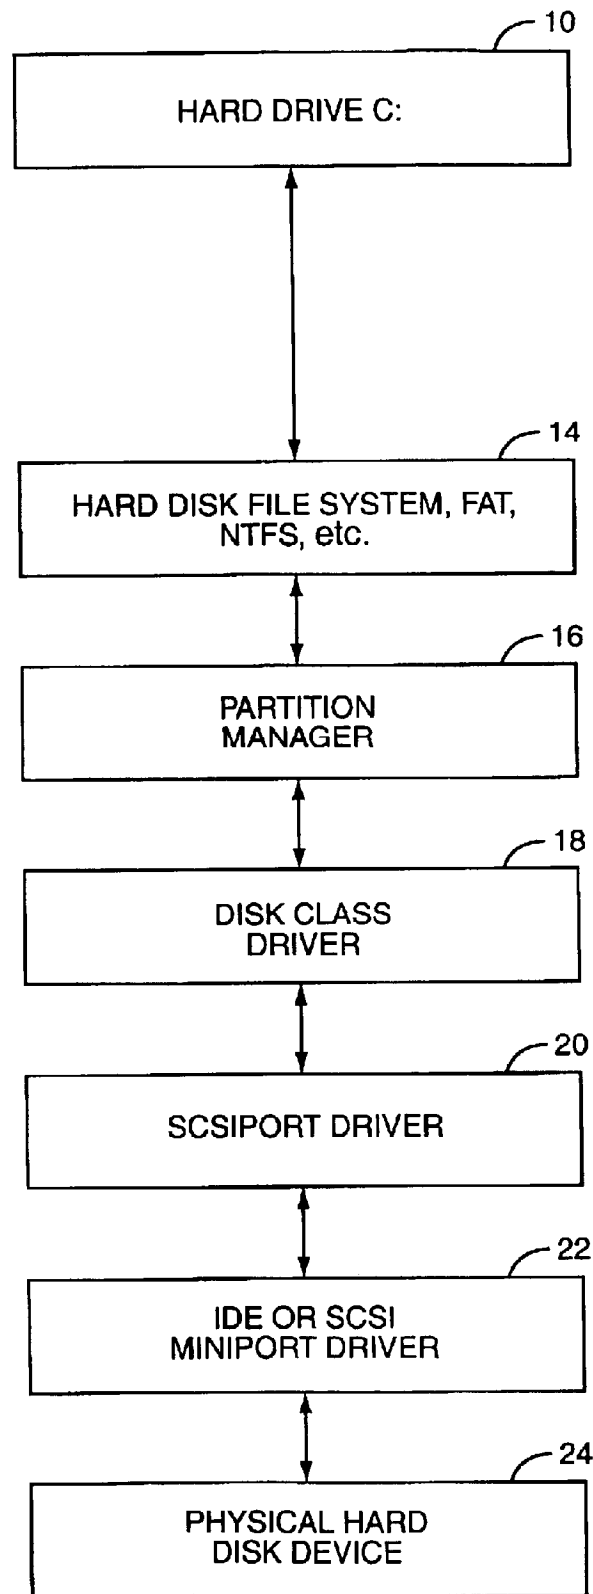 10
HARD DRIVE C:
14
HARD DISK FILE SYSTEM, FAT,
NTFS, etc.
16
PARTITION
MANAGER
18
DISK CLASS
DRIVER
20
SCSIPORT DRIVER
22
IDE OR SCSI
MINIPORT DRIVER
24
PHYSICAL HARD
DISK DEVICE